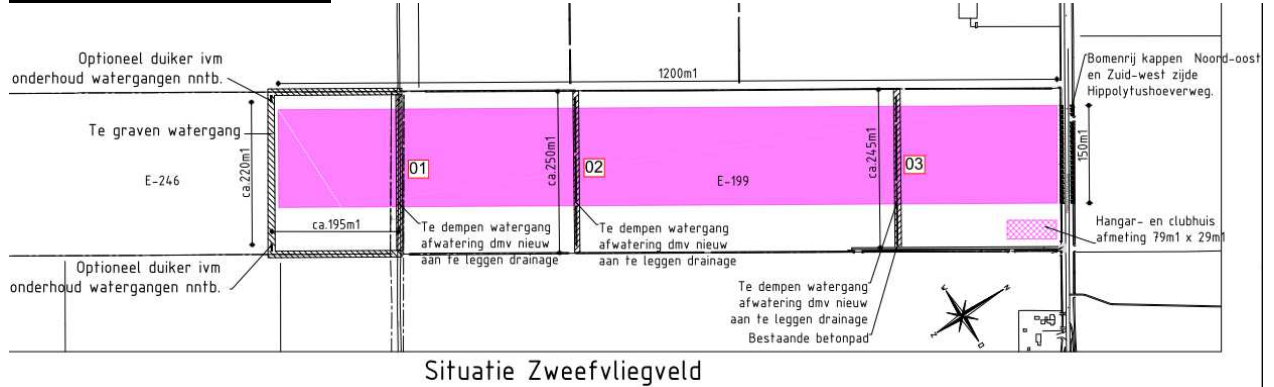 Optioneel duiker ivm
onderhoud watergangen nntb.
Te graven watergang
E-246
ca.220m1
ca.195m1
Optioneel duiker ivm
onderhoud watergangen nntb.
1200m1
01
Te dempen watergang
afwatering dmv nieuw
aan te leggen drainage
ca.250m1
02
Te dempen watergang
afwatering dmv nieuw
aan te leggen drainage
E-199
ca.245m1
03
Te dempen watergang
afwatering dmv nieuw
aan te leggen drainage
Bestaande betonpad
Bomenrij kappen Noord-oost
en Zuid-west zijde
Hippolytushoeverweg.
150m1
Hangar- en clubhuis
afmeting 79m1 x 29m1
Situatie Zweefvliegveld